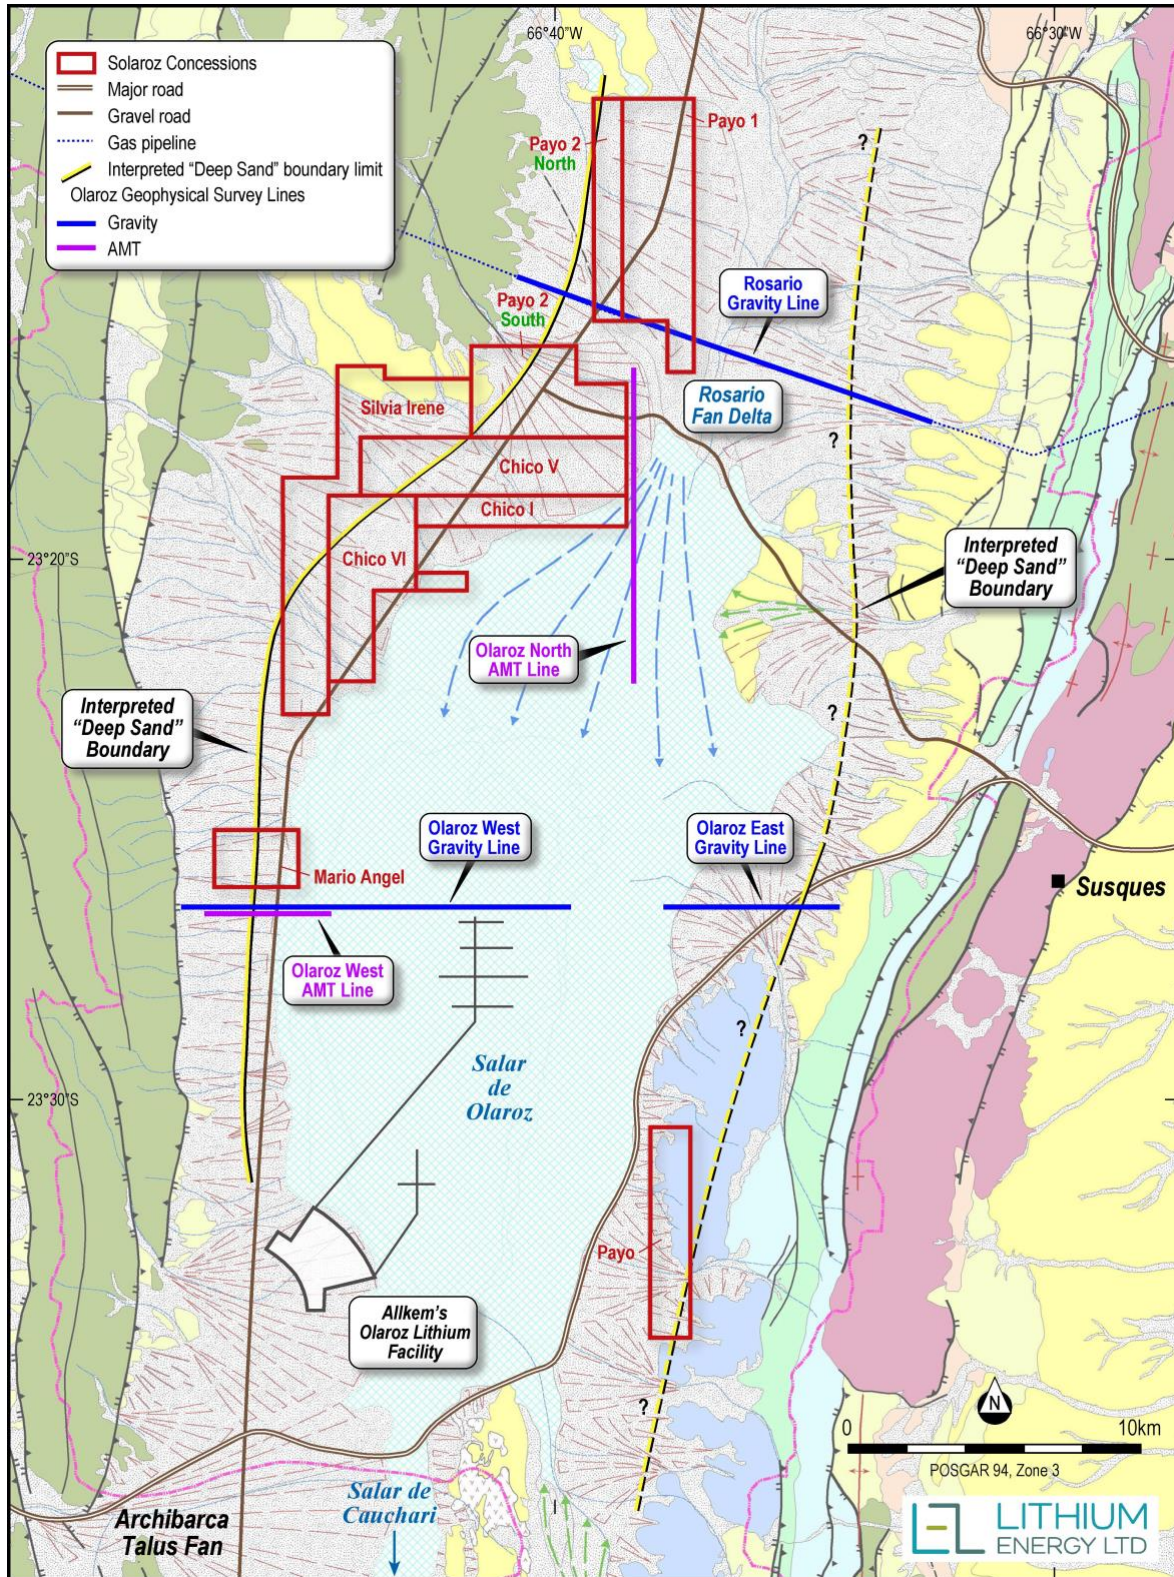 66°40"W
66°30"W
Solaroz Concessions
Major road
Gravel road
Gas pipeline
Interpreted “Deep Sand” boundary limit
Olaroz Geophysical Survey Lines
Gravity
AMT
Payo 2
North
Payo 1
?
Rosario
Gravity Line
Payo 2
South
Rosario
Fan Delta
Silvia Irene
?
Chico V
Chico I
23°20"S
Chico VI
Interpreted
“Deep Sand”
Boundary
Olaroz North
AMT Line
Interpreted
“Deep Sand”
Boundary
?
Olaroz West
Gravity Line
Olaroz East
Gravity Line
Mario Angel
Susques
Olaroz West
AMT Line
?
Salar
de
Olaroz
23°30"S
Payo
Allkem's
Olaroz Lithium
Facility
?
N
0
10km
POSGAR 94, Zone 3
Salar de
Cauchari
Archibarca
Talus Fan
LITHIUM
ENERGY LTD